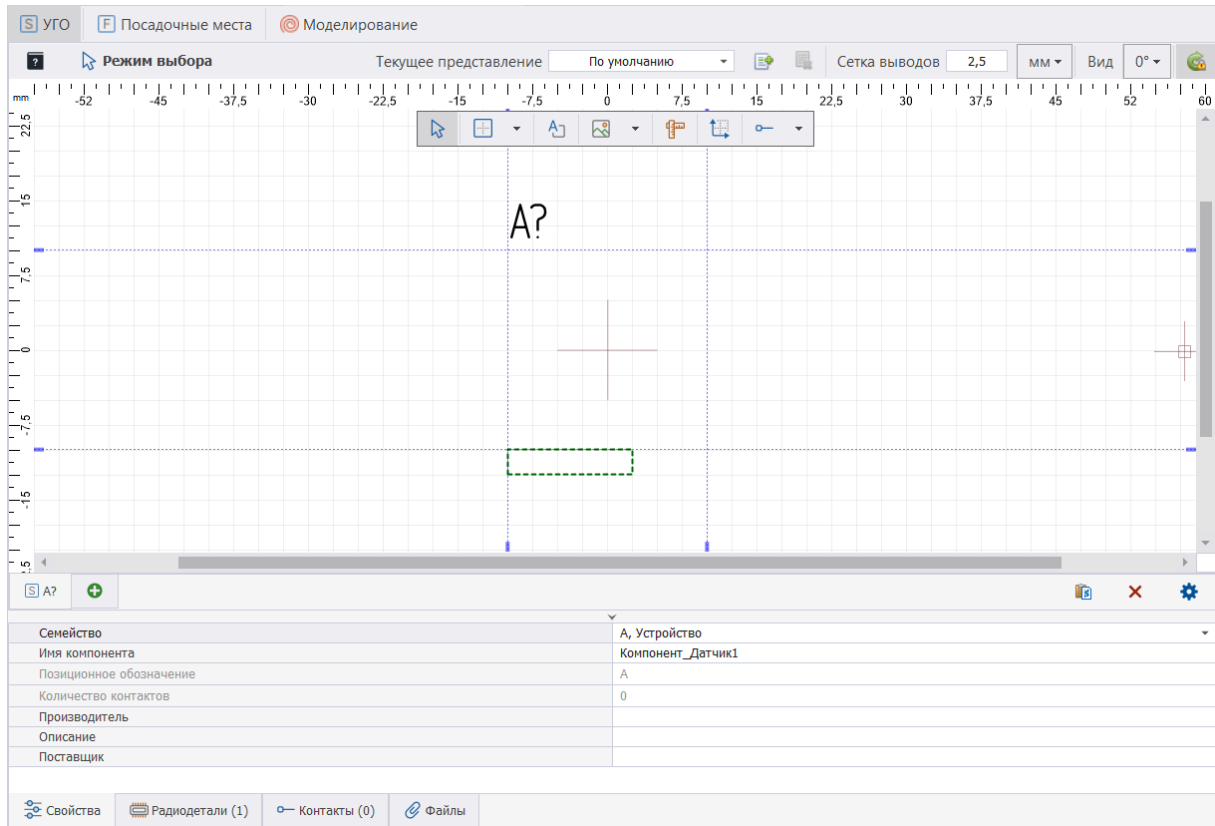 S УГО F Посадочные места Моделирование
? Режим выбора Текущее представление По умолчанию Сетка выводов 2,5 мм Вид 0°
mm -52 -45 -37,5 -30 -22,5 -15 -7,5 0 7,5 15 22,5 30 37,5 45 52 60
22,5
A
-15
A?
7,5
0
-7,5
-15
S A?
Семейство А, Устройство
Имя компонента Компонент_Датчик1
Позиционное обозначение А
Количество контактов 0
Производитель
Описание
Поставщик
Свойства Радиодетали (1) Контакты (0) Файлы